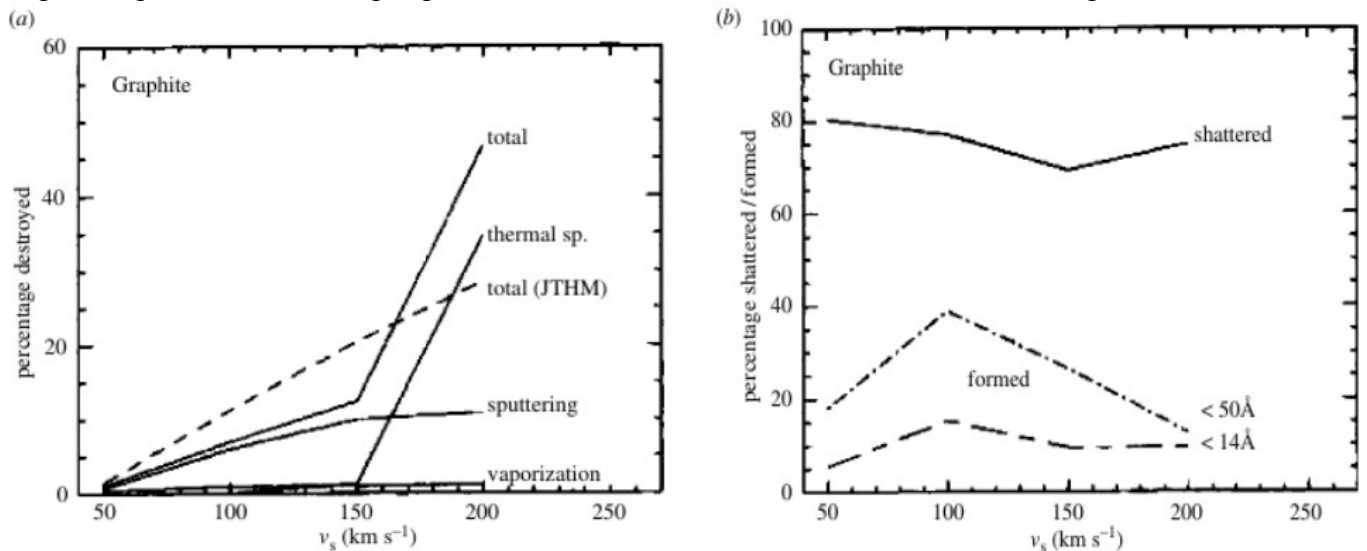 (a)
60
Graphite
total
40
thermal sp.
total (JTHM)
20
sputtering
vaporization
0
50 100 150 200 250
vs (km s⁻¹)
percentage destroyed
(b)
100
Graphite
80
shattered
60
40
formed
20
< 50Å
< 14Å
0
50 100 150 200 250
vs (km s⁻¹)
percentage shattered / formed